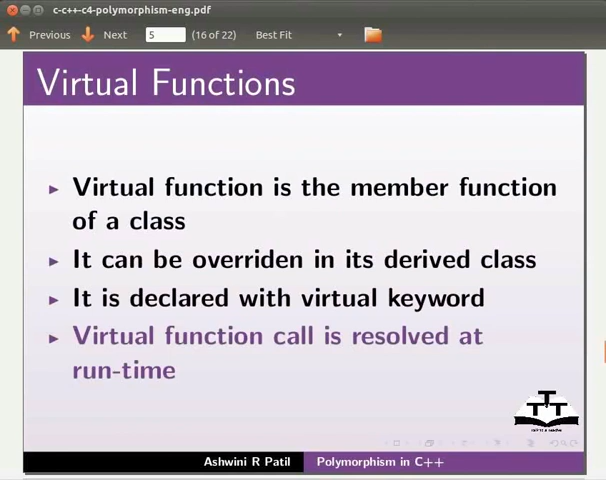 c-c++-c4-polymorphism-eng.pdf
Previous Next 5 (16 of 22) Best Fit
Virtual Functions
Virtual function is the member function
of a class
It can be overriden in its derived class
It is declared with virtual keyword
Virtual function call is resolved at
run-time
Ashwini R Patil Polymorphism in C++